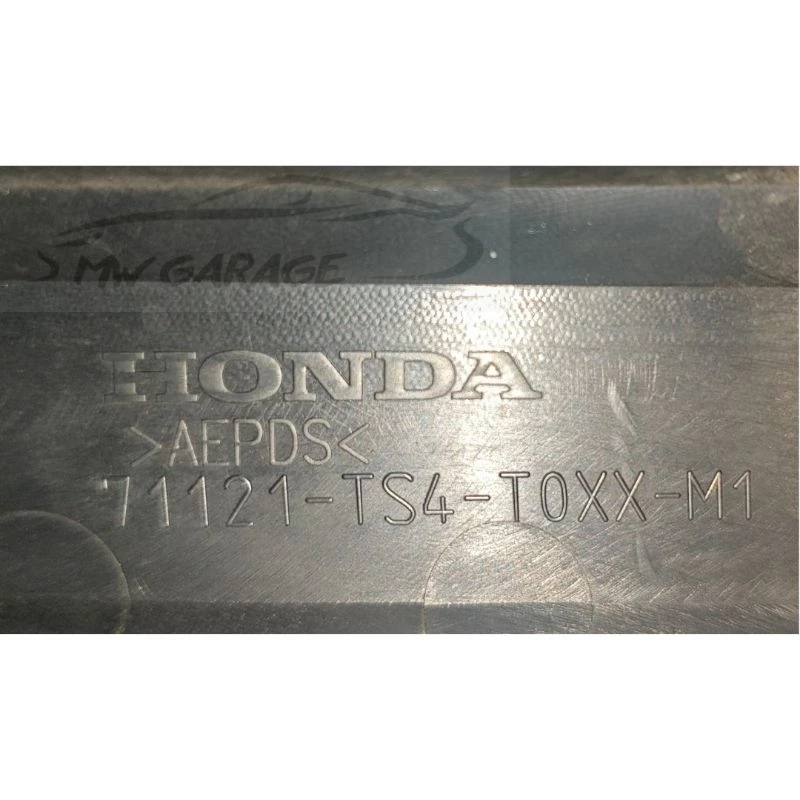 MW GARAGE
HONDA
>AEPDS<
71121-TS4-T0XX-M1